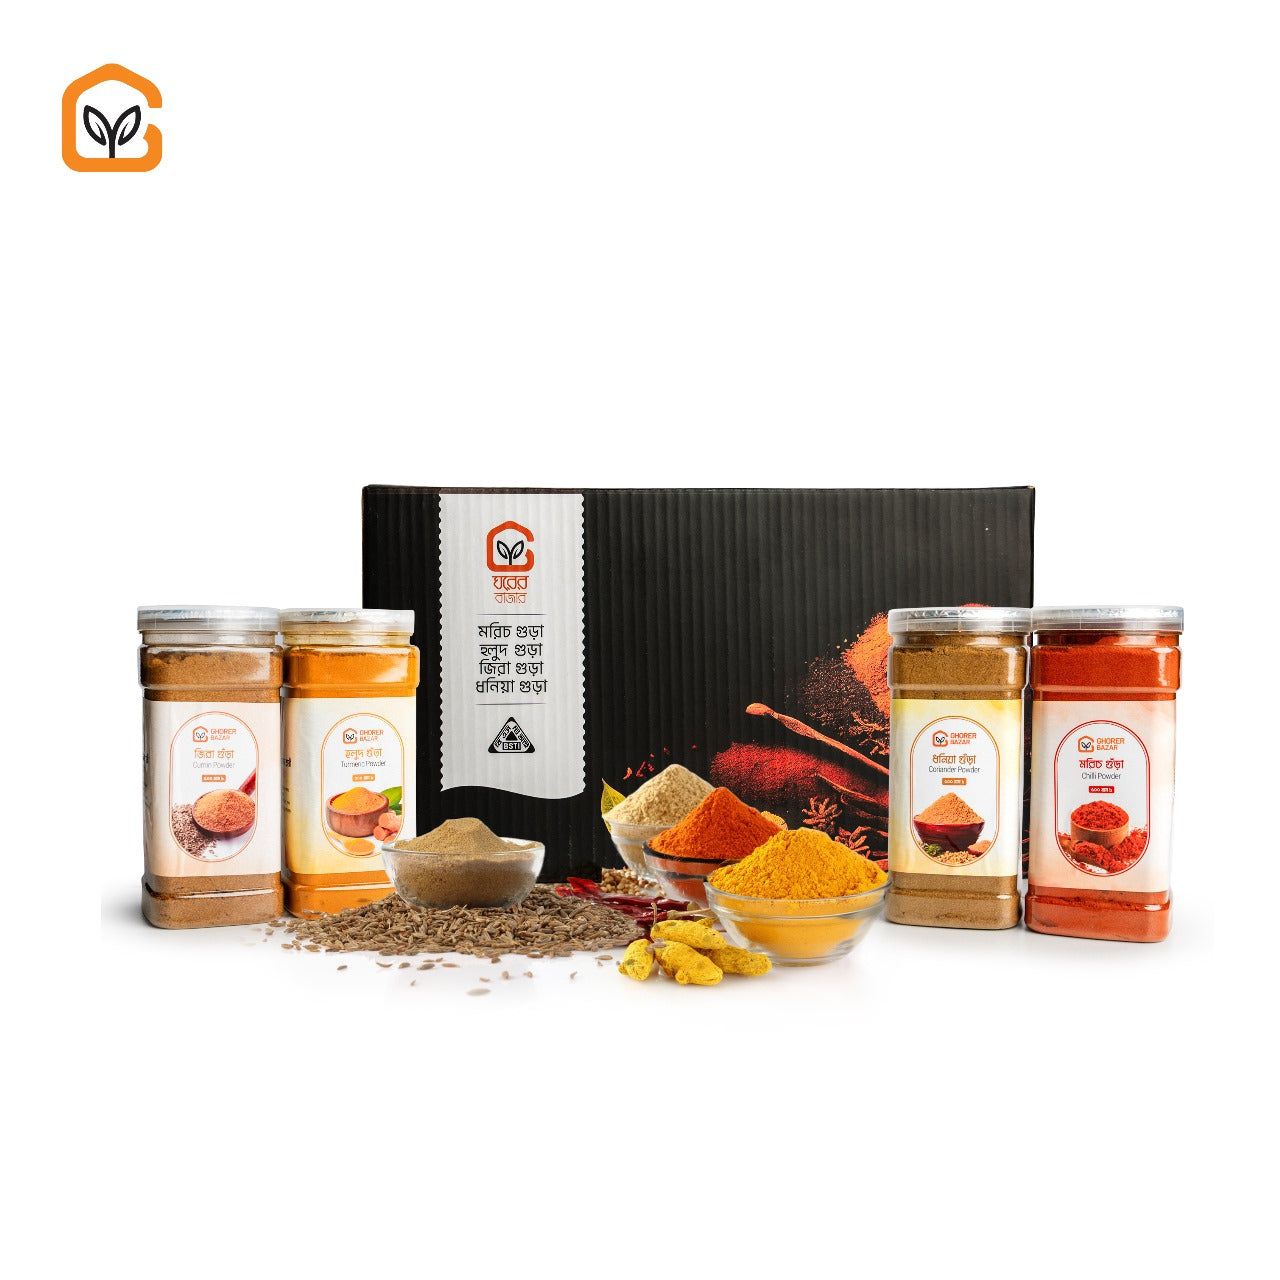 ঘরের
বাজার
মরিচ গুড়া
হলুদ গুড়া
জিরা গুড়া
ধনিয়া গুড়া
BSTI
GHORER
BAZAR
জিরা গুঁড়া
Cumin Powder
GHORER
BAZAR
হলুদ গুঁড়া
Turmeric Powder
GHORER
BAZAR
ধনিয়া গুঁড়া
Coriander Powder
GHORER
BAZAR
মরিচ গুঁড়া
Chilli Powder